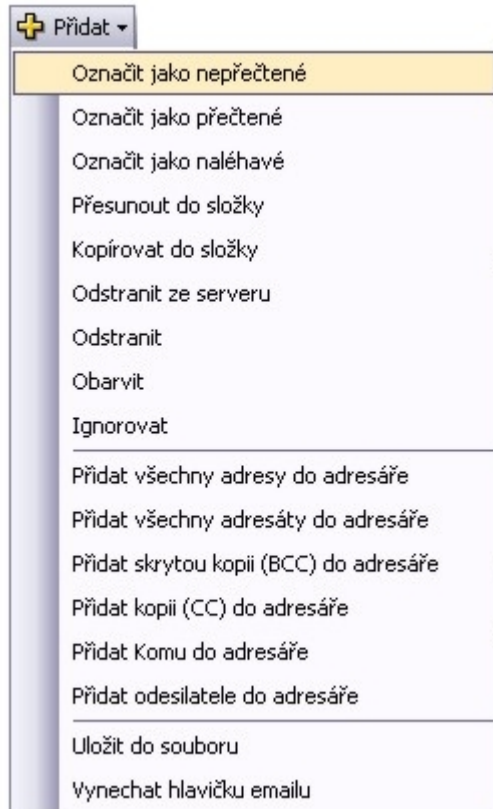 Přidat
Označit jako nepřečtené
Označit jako přečtené
Označit jako naléhavé
Přesunout do složky
Kopírovat do složky
Odstranit ze serveru
Odstranit
Obarvit
Ignorovat
Přidat všechny adresy do adresáře
Přidat všechny adresáty do adresáře
Přidat skrytou kopii (BCC) do adresáře
Přidat kopii (CC) do adresáře
Přidat Komu do adresáře
Přidat odesilatele do adresáře
Uložit do souboru
Vynechat hlavičku emailu